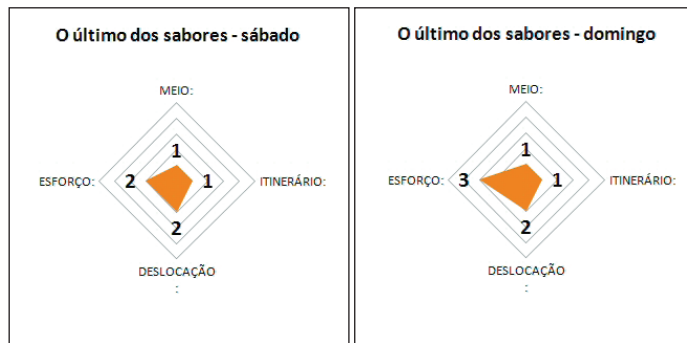 O último dos sabores - sábado
MEIO:
1
ESFORÇO:
2
1
ITINERÁRIO:
2
DESLOCAÇÃO
:
O último dos sabores - domingo
MEIO:
1
ESFORÇO:
3
1
ITINERÁRIO:
2
DESLOCAÇÃO
: